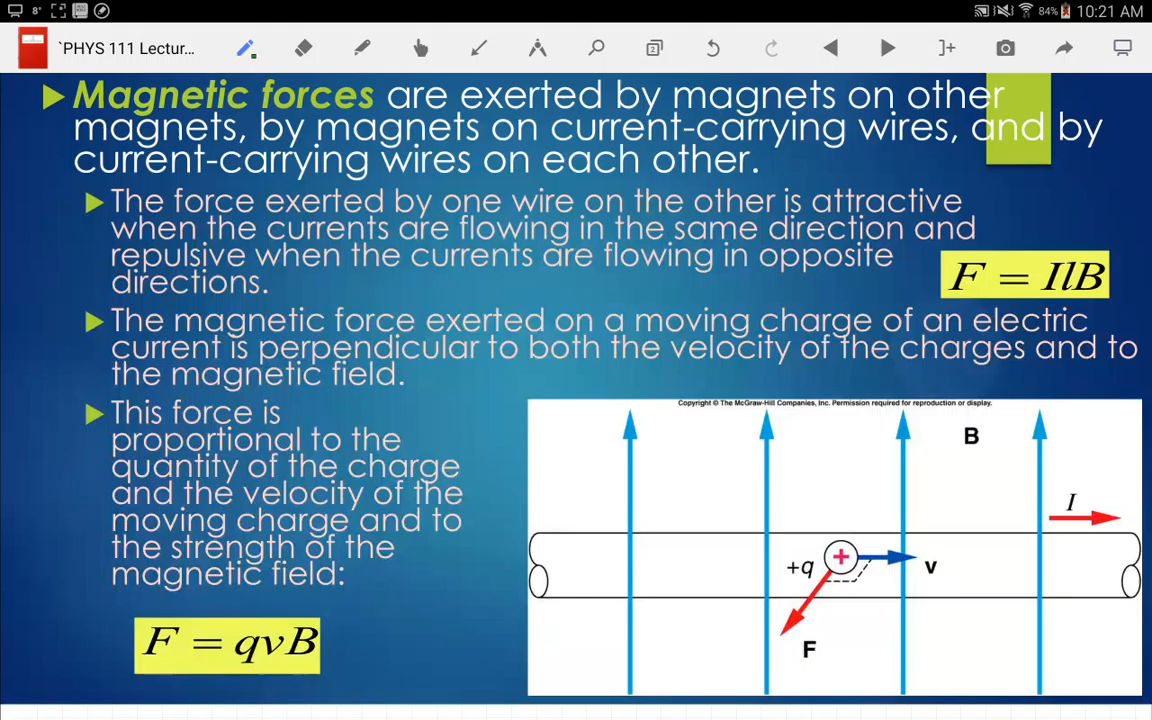 8°
84%
10:21 AM
`PHYS 111 Lectur...
2
Magnetic forces are exerted by magnets on other
magnets, by magnets on current-carrying wires, and by
current-carrying wires on each other.
The force exerted by one wire on the other is attractive
when the currents are flowing in the same direction and
repulsive when the currents are flowing in opposite
directions.
F = IlB
The magnetic force exerted on a moving charge of an electric
current is perpendicular to both the velocity of the charges and to
the magnetic field.
This force is
proportional to the
quantity of the charge
and the velocity of the
moving charge and to
the strength of the
magnetic field:
F = qvB
Copyright © The McGraw-Hill Companies, Inc. Permission required for reproduction or display.
B
I
+
+q
v
F